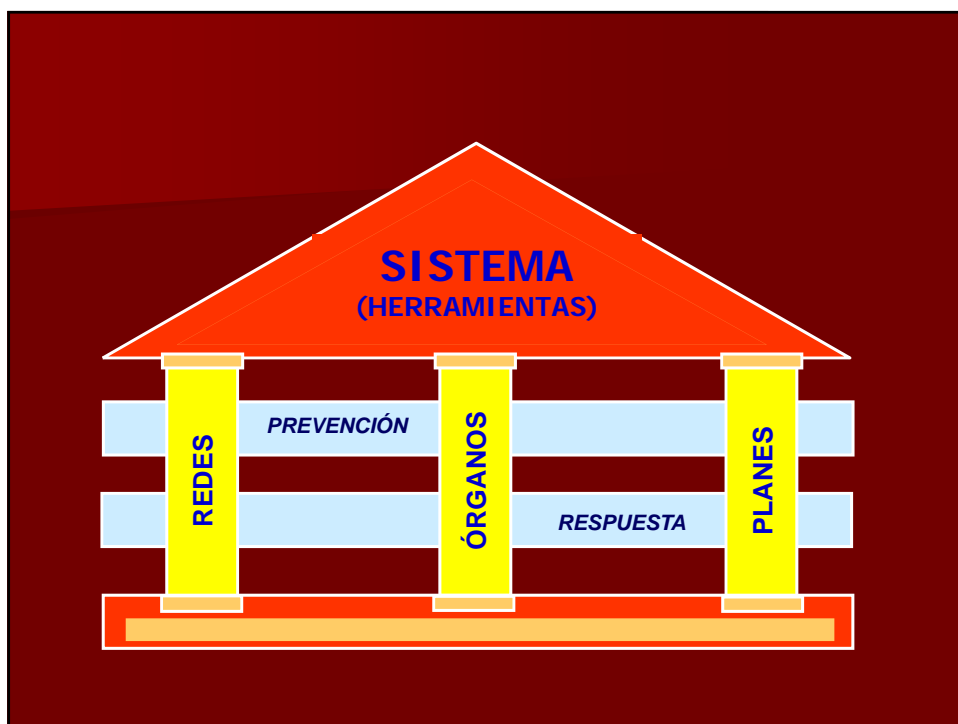 SISTEMA
(HERRAMIENTAS)
PREVENCIÓN
REDES
ÓRGANOS
PLANES
RESPUESTA